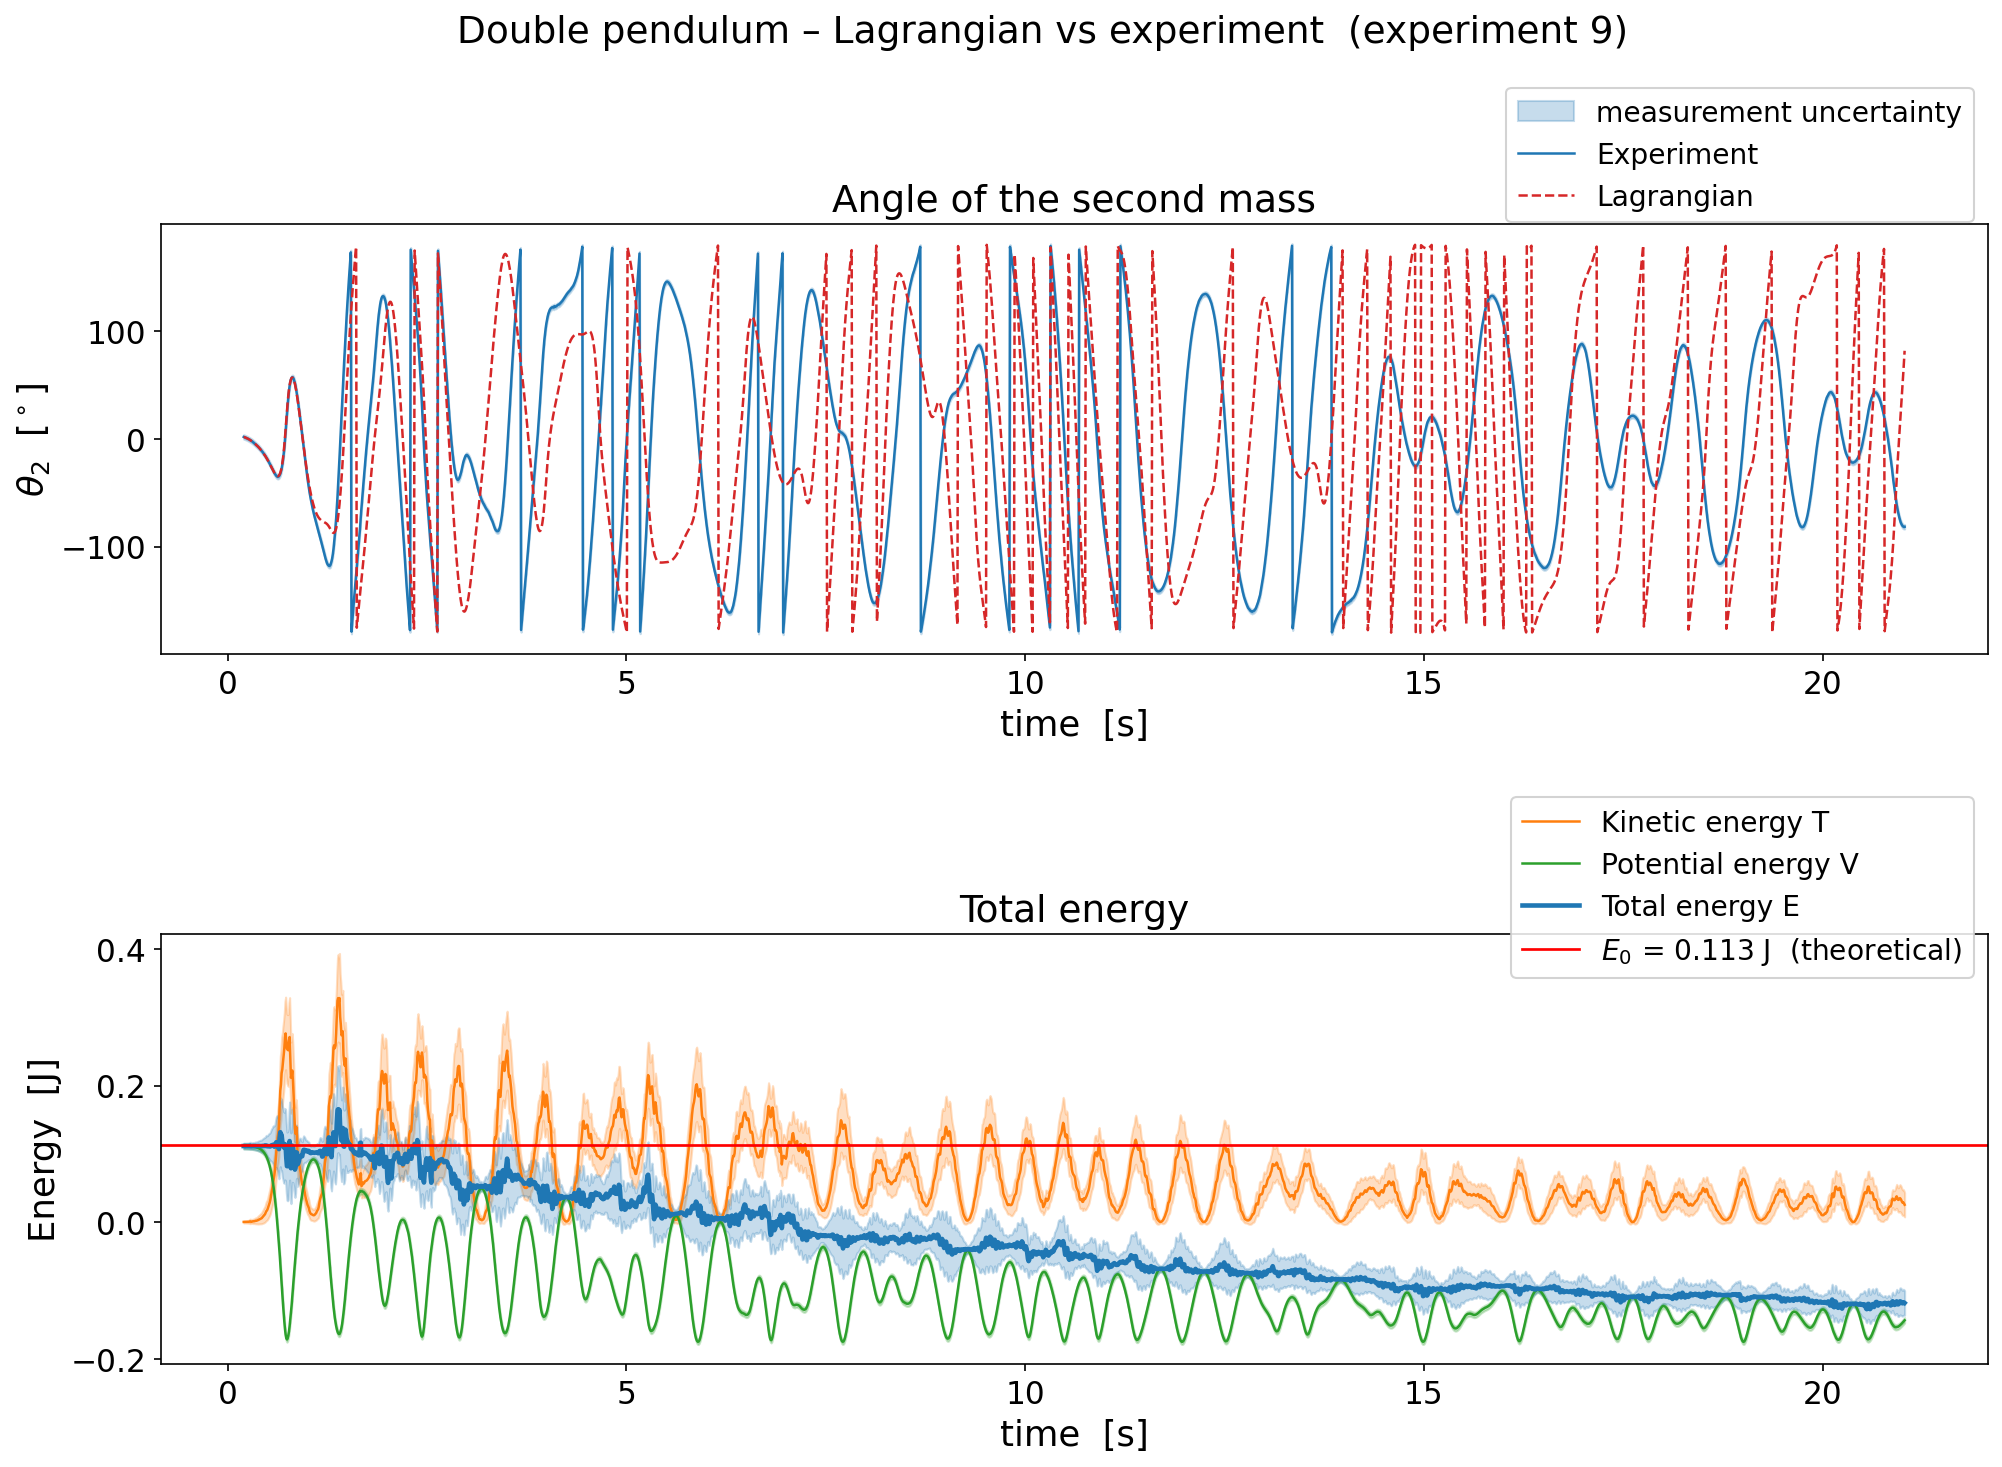 Double pendulum – Lagrangian vs experiment  (experiment 9)
measurement uncertainty
Experiment
Lagrangian
Angle of the second mass
100
0
−100
θ₂ [°]
0 5 10 15 20
time [s]
Kinetic energy T
Potential energy V
Total energy E
E₀ = 0.113 J (theoretical)
Total energy
0.4
0.2
0.0
−0.2
Energy [J]
0 5 10 15 20
time [s]